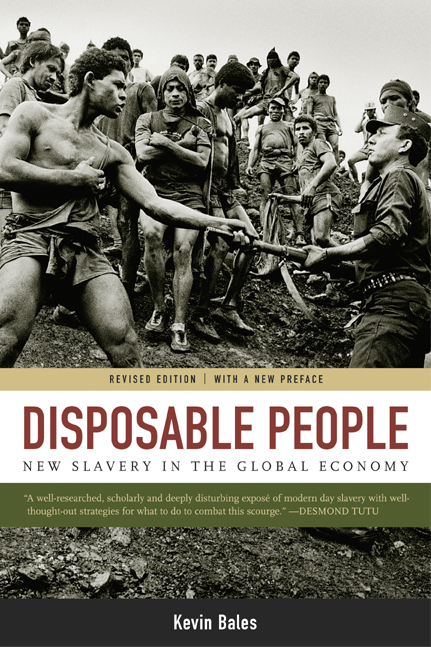 REVISED EDITION | WITH A NEW PREFACE
DISPOSABLE PEOPLE
NEW SLAVERY IN THE GLOBAL ECONOMY
“A well-researched, scholarly and deeply disturbing exposé of modern day slavery with well-
thought-out strategies for what to do to combat this scourge.” —DESMOND TUTU
Kevin Bales